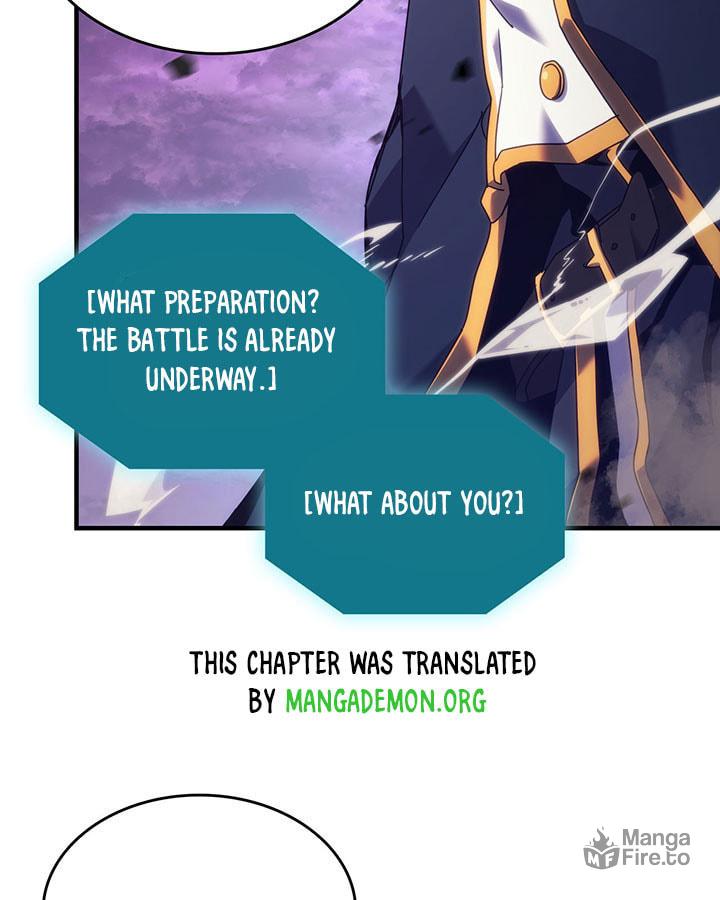 [WHAT PREPARATION?
THE BATTLE IS ALREADY
UNDERWAY.]
[WHAT ABOUT YOU?]
THIS CHAPTER WAS TRANSLATED
BY MANGADEMON.ORG
Manga
MF Fire.to